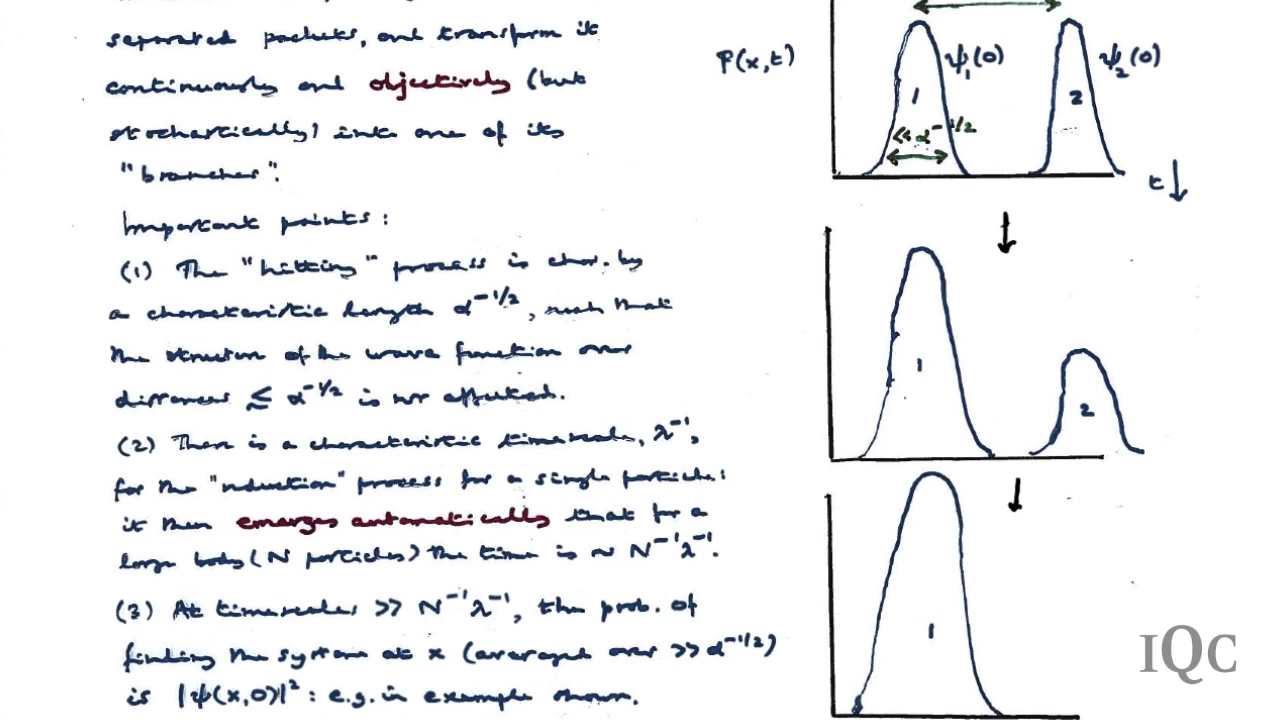 separated packets, and transform it
continuously and objectively (but
stochastically) into one of its
"branches".
Important points:
(1) The "hitting" process is char. by
a characteristic length α^-1/2, such that
the structure of the wave function over
distances ≲ α^-1/2 is not affected.
(2) There is a characteristic timescale, λ^-1,
for the "reduction" process for a single particle:
it then emerges automatically that for a
large body (N particles) the time is ~ N^-1 λ^-1.
(3) At timescales >> N^-1 λ^-1, the prob. of
finding the system at x (averaged over >> α^-1/2)
is |ψ(x,0)|²: e.g. in example shown,
P(x,t)
ψ₁(0)
ψ₂(0)
1
2
<< α^-1/2
t↓
1
2
1
IQC